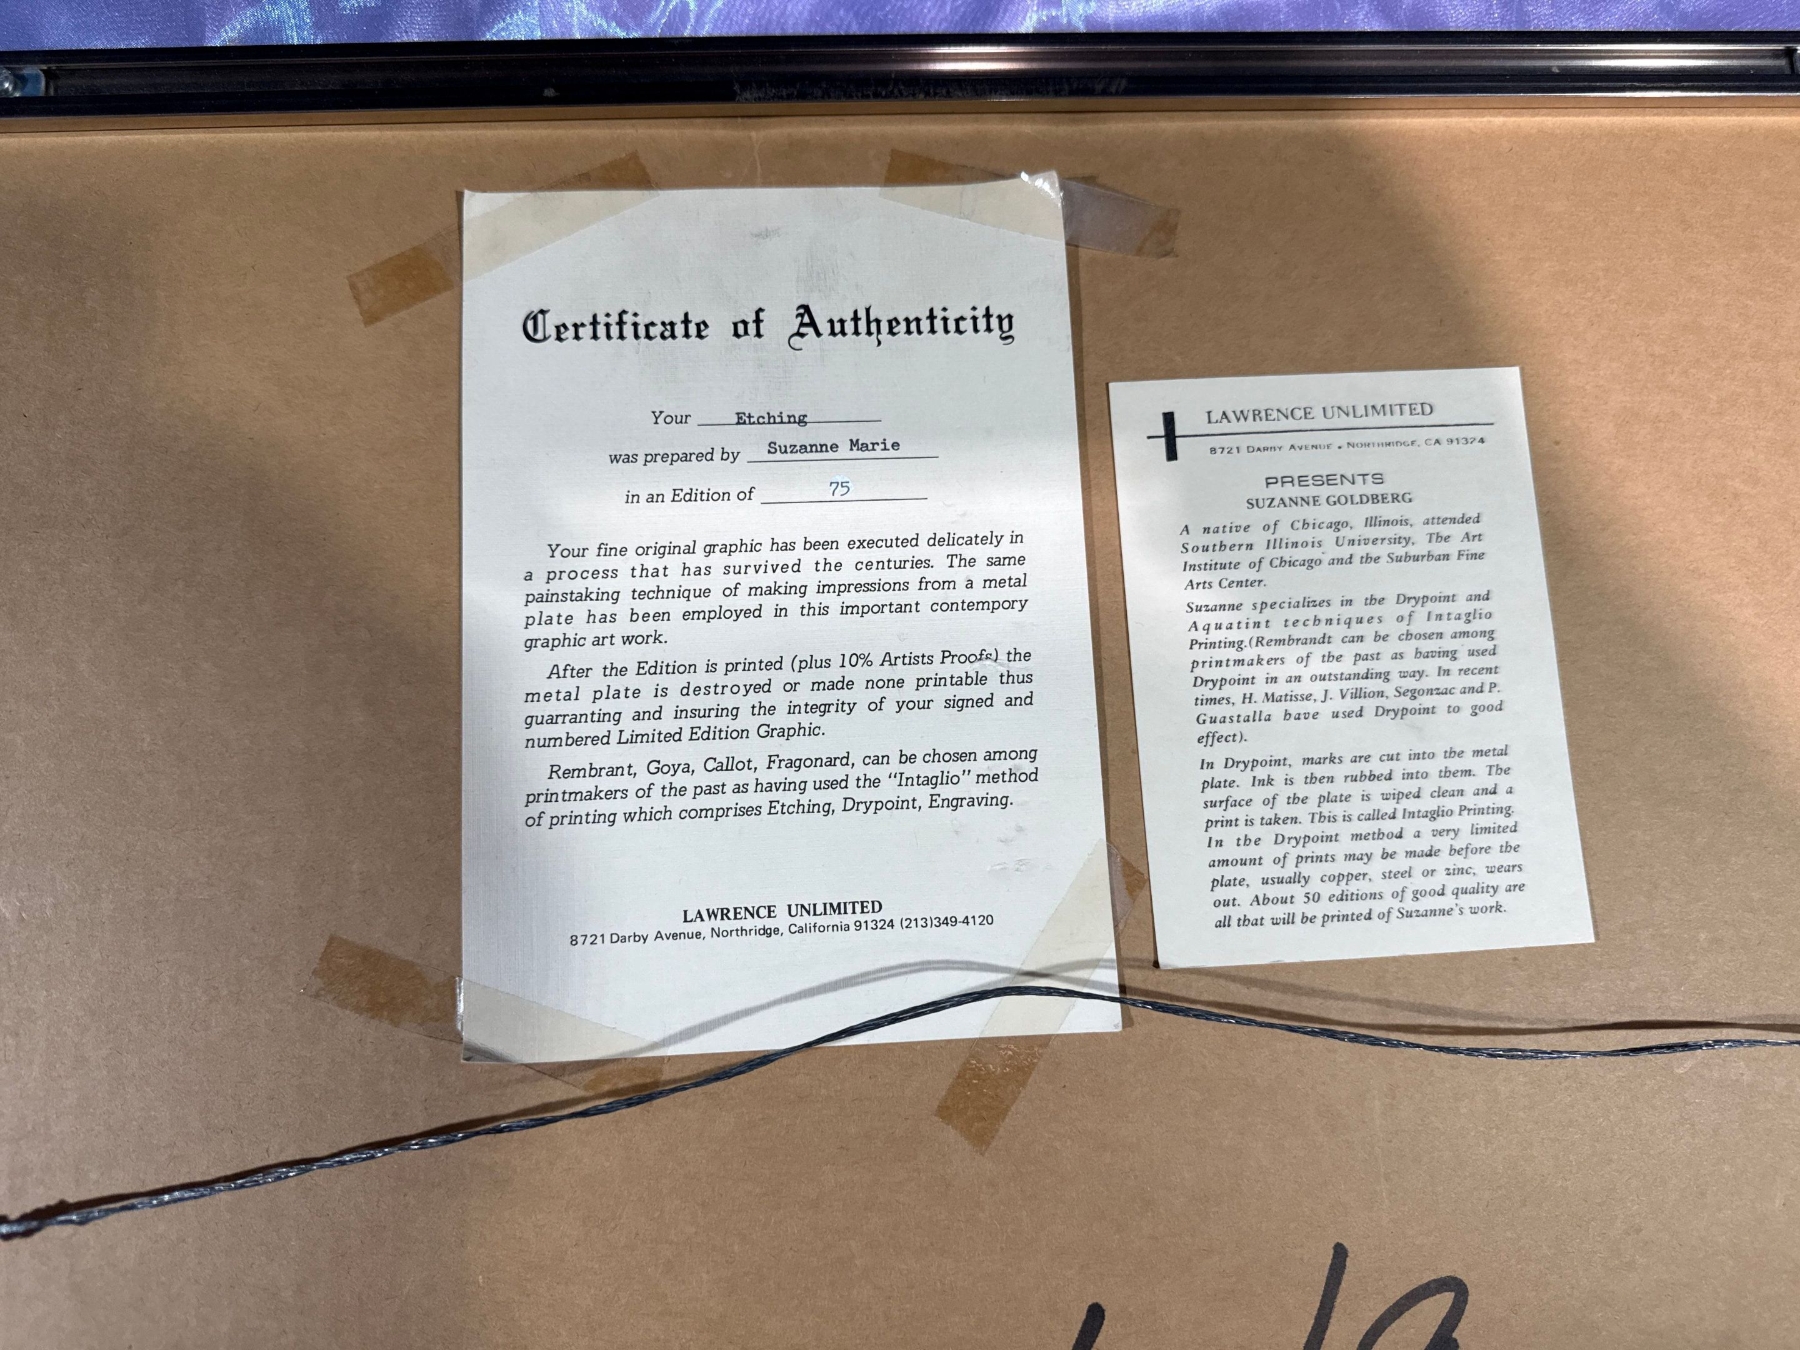 Certificate of Authenticity
Your Etching
was prepared by Suzanne Marie
in an Edition of 75
Your fine original graphic has been executed delicately in
a process that has survived the centuries. The same
painstaking technique of making impressions from a metal
plate has been employed in this important contempory
graphic art work.
After the Edition is printed (plus 10% Artists Proofs) the
metal plate is destroyed or made none printable thus
guarranting and insuring the integrity of your signed and
numbered Limited Edition Graphic.
Rembrant, Goya, Callot, Fragonard, can be chosen among
printmakers of the past as having used the "Intaglio" method
of printing which comprises Etching, Drypoint, Engraving.
LAWRENCE UNLIMITED
8721 Darby Avenue, Northridge, California 91324 (213)349-4120
LAWRENCE UNLIMITED
8721 DARBY AVENUE • NORTHRIDGE, CA 91324
PRESENTS
SUZANNE GOLDBERG
A native of Chicago, Illinois, attended
Southern Illinois University, The Art
Institute of Chicago and the Suburban Fine
Arts Center.
Suzanne specializes in the Drypoint and
Aquatint techniques of Intaglio
Printing.(Rembrandt can be chosen among
printmakers of the past as having used
Drypoint in an outstanding way. In recent
times, H. Matisse, J. Villion, Segonzac and P.
Guastalla have used Drypoint to good
effect).
In Drypoint, marks are cut into the metal
plate. Ink is then rubbed into them. The
surface of the plate is wiped clean and a
print is taken. This is called Intaglio Printing.
In the Drypoint method a very limited
amount of prints may be made before the
plate, usually copper, steel or zinc, wears
out. About 50 editions of good quality are
all that will be printed of Suzanne's work.